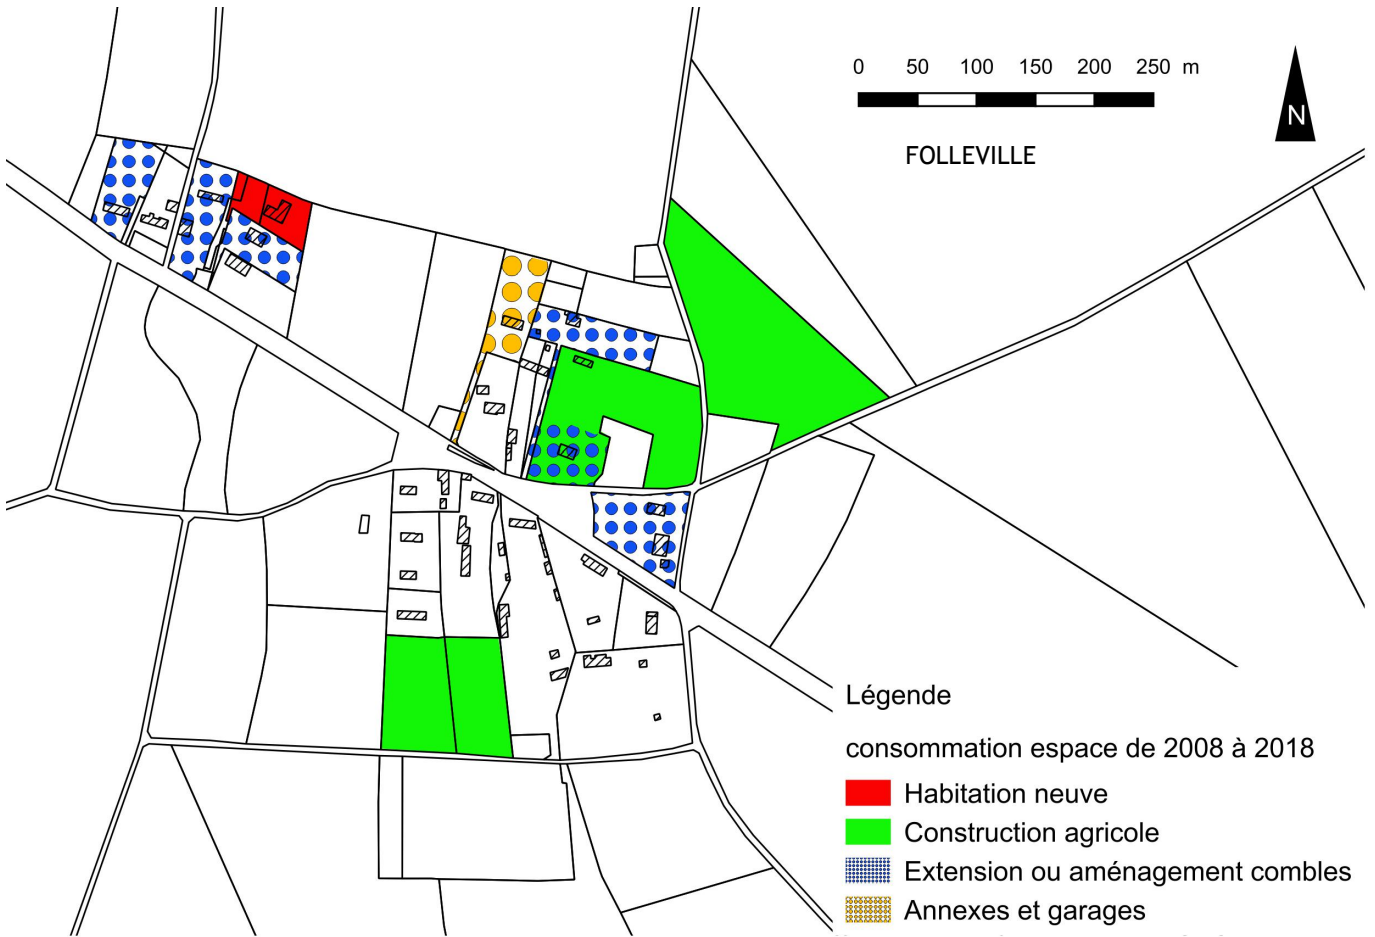 0 50 100 150 200 250 m
N
FOLLEVILLE
Légende
consommation espace de 2008 à 2018
Habitation neuve
Construction agricole
Extension ou aménagement combles
Annexes et garages